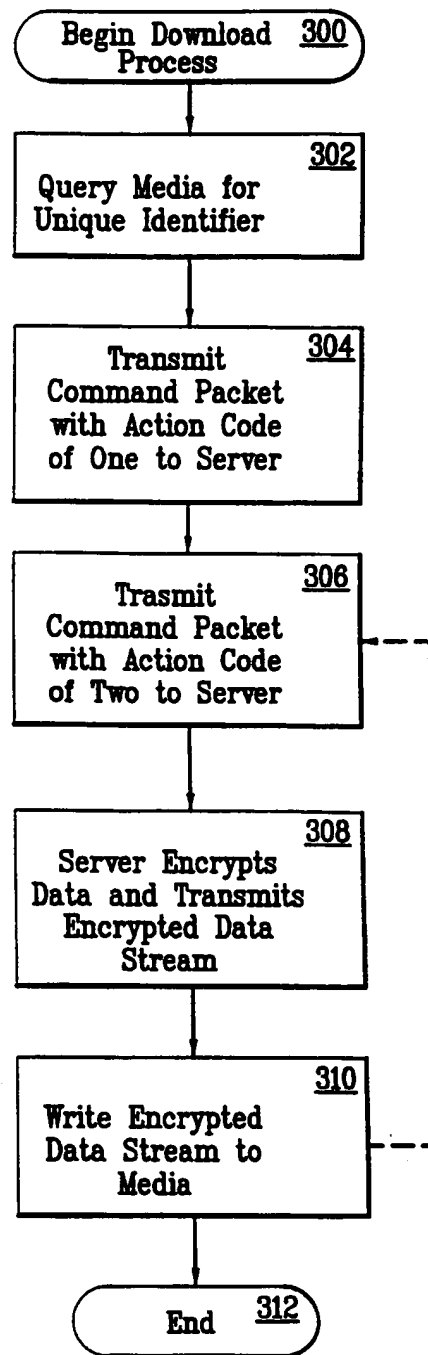 Begin Download 300
Process
302
Query Media for
Unique Identifier
304
Transmit
Command Packet
with Action Code
of One to Server
306
Trasmit
Command Packet
with Action Code
of Two to Server
308
Server Encrypts
Data and Transmits
Encrypted Data
Stream
310
Write Encrypted
Data Stream to
Media
End 312